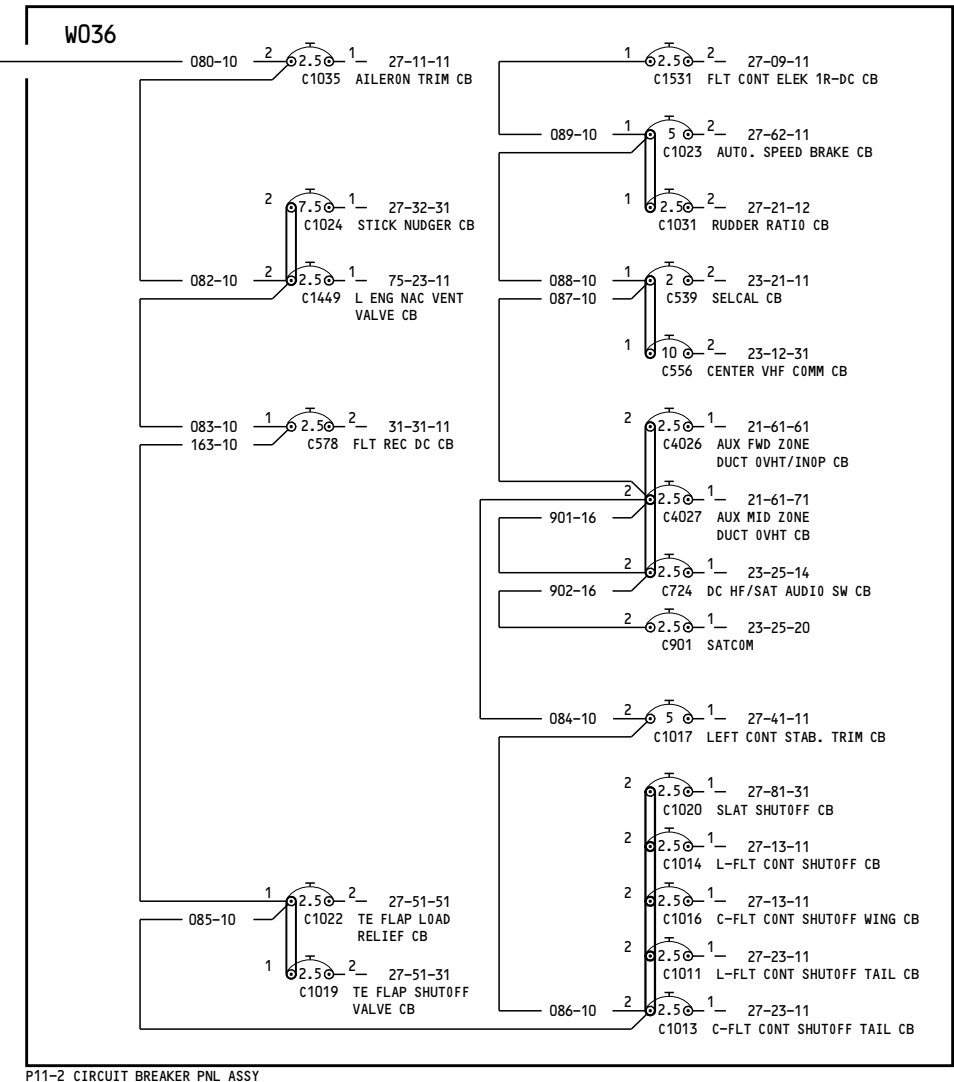 W036
080-10 2 2.5 1 27-11-11
C1035 AILERON TRIM CB
2 7.5 1 27-32-31
C1024 STICK NUDGER CB
082-10 2 2.5 1 75-23-11
C1449 L ENG NAC VENT
VALVE CB
083-10 1 2.5 2 31-31-11
163-10 C578 FLT REC DC CB
1 2.5 2 27-51-51
085-10 C1022 TE FLAP LOAD
RELIEF CB
1 2.5 2 27-51-31
C1019 TE FLAP SHUTOFF
VALVE CB
1 2.5 2 27-09-11
C1531 FLT CONT ELEK 1R-DC CB
089-10 1 5 2 27-62-11
C1023 AUTO. SPEED BRAKE CB
1 2.5 2 27-21-12
C1031 RUDDER RATIO CB
088-10 1 2 2 23-21-11
087-10 C539 SELCAL CB
1 10 2 23-12-31
C556 CENTER VHF COMM CB
2 2.5 1 21-61-61
C4026 AUX FWD ZONE
DUCT OVHT/INOP CB
2 2.5 1 21-61-71
901-16 C4027 AUX MID ZONE
DUCT OVHT CB
2 2.5 1 23-25-14
902-16 C724 DC HF/SAT AUDIO SW CB
2 2.5 1 23-25-20
C901 SATCOM
084-10 2 5 1 27-41-11
C1017 LEFT CONT STAB. TRIM CB
2 2.5 1 27-81-31
C1020 SLAT SHUTOFF CB
2 2.5 1 27-13-11
C1014 L-FLT CONT SHUTOFF CB
2 2.5 1 27-13-11
C1016 C-FLT CONT SHUTOFF WING CB
2 2.5 1 27-23-11
C1011 L-FLT CONT SHUTOFF TAIL CB
086-10 2 2.5 1 27-23-11
C1013 C-FLT CONT SHUTOFF TAIL CB
P11-2 CIRCUIT BREAKER PNL ASSY